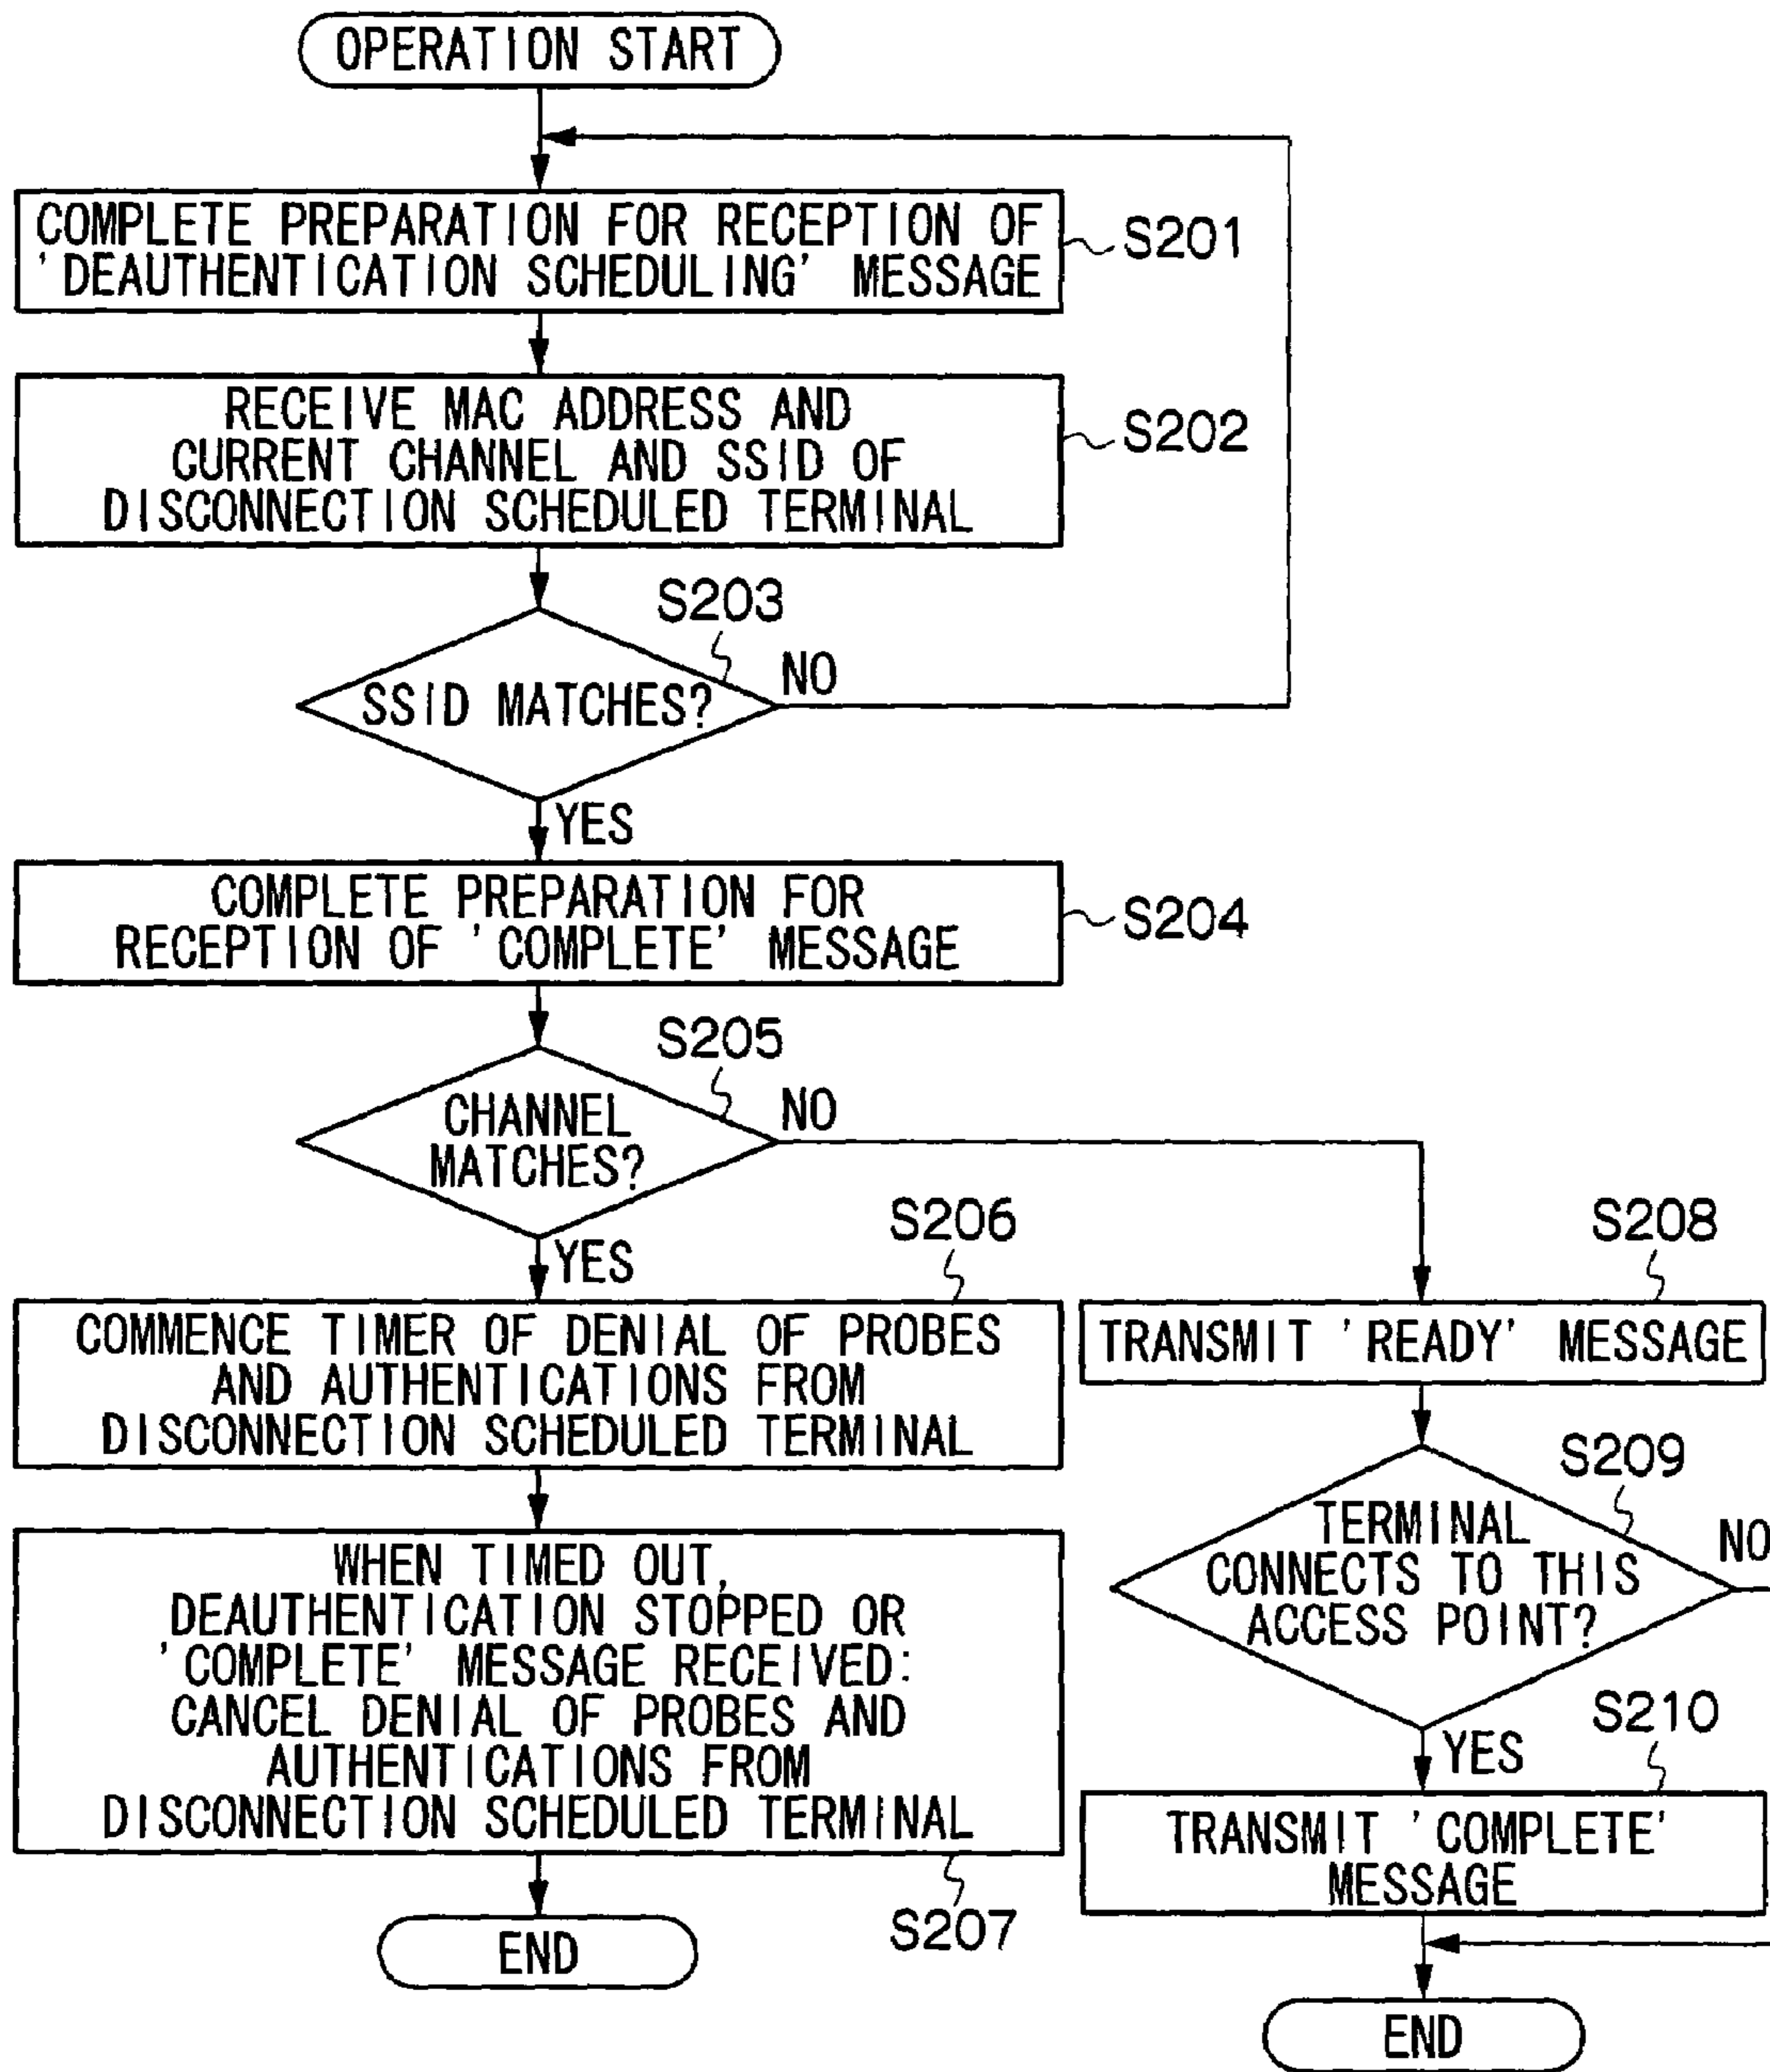 OPERATION START
COMPLETE PREPARATION FOR RECEPTION OF
'DEAUTHENTICATION SCHEDULING' MESSAGE
S201
RECEIVE MAC ADDRESS AND
CURRENT CHANNEL AND SSID OF
DISCONNECTION SCHEDULED TERMINAL
S202
S203
SSID MATCHES?
NO
YES
COMPLETE PREPARATION FOR
RECEPTION OF 'COMPLETE' MESSAGE
S204
S205
CHANNEL
MATCHES?
NO
YES
S206
COMMENCE TIMER OF DENIAL OF PROBES
AND AUTHENTICATIONS FROM
DISCONNECTION SCHEDULED TERMINAL
WHEN TIMED OUT,
DEAUTHENTICATION STOPPED OR
'COMPLETE' MESSAGE RECEIVED:
CANCEL DENIAL OF PROBES AND
AUTHENTICATIONS FROM
DISCONNECTION SCHEDULED TERMINAL
S207
END
S208
TRANSMIT 'READY' MESSAGE
S209
TERMINAL
CONNECTS TO THIS
ACCESS POINT?
NO
YES
S210
TRANSMIT 'COMPLETE'
MESSAGE
END